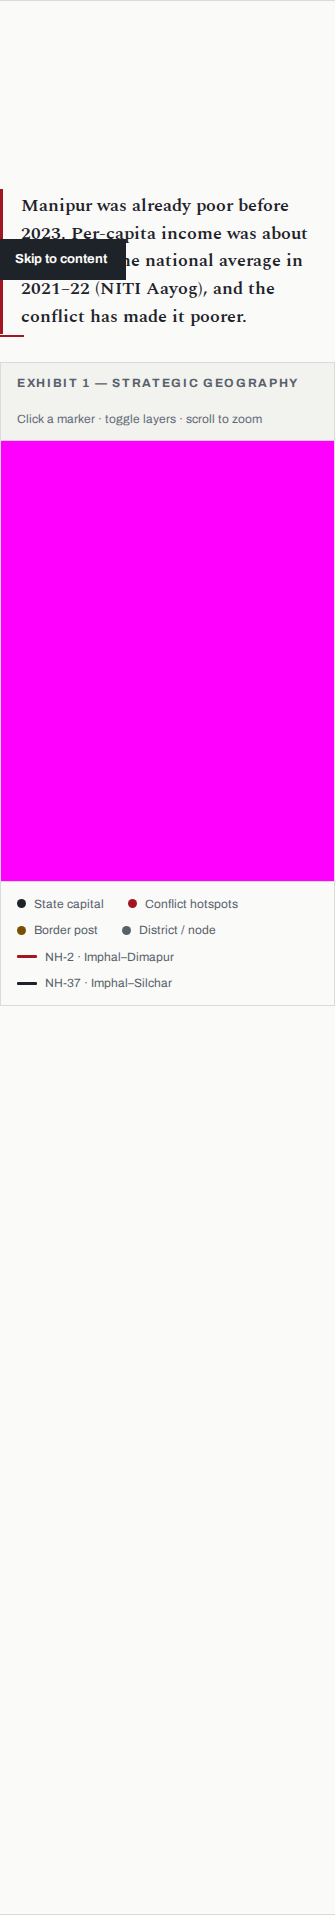 Manipur was already poor before
2023. Per-capita income was about
Skip to content
he national average in
2021–22 (NITI Aayog), and the
conflict has made it poorer.
EXHIBIT 1 — STRATEGIC GEOGRAPHY
Click a marker · toggle layers · scroll to zoom
State capital
Conflict hotspots
Border post
District / node
NH-2 · Imphal–Dimapur
NH-37 · Imphal–Silchar